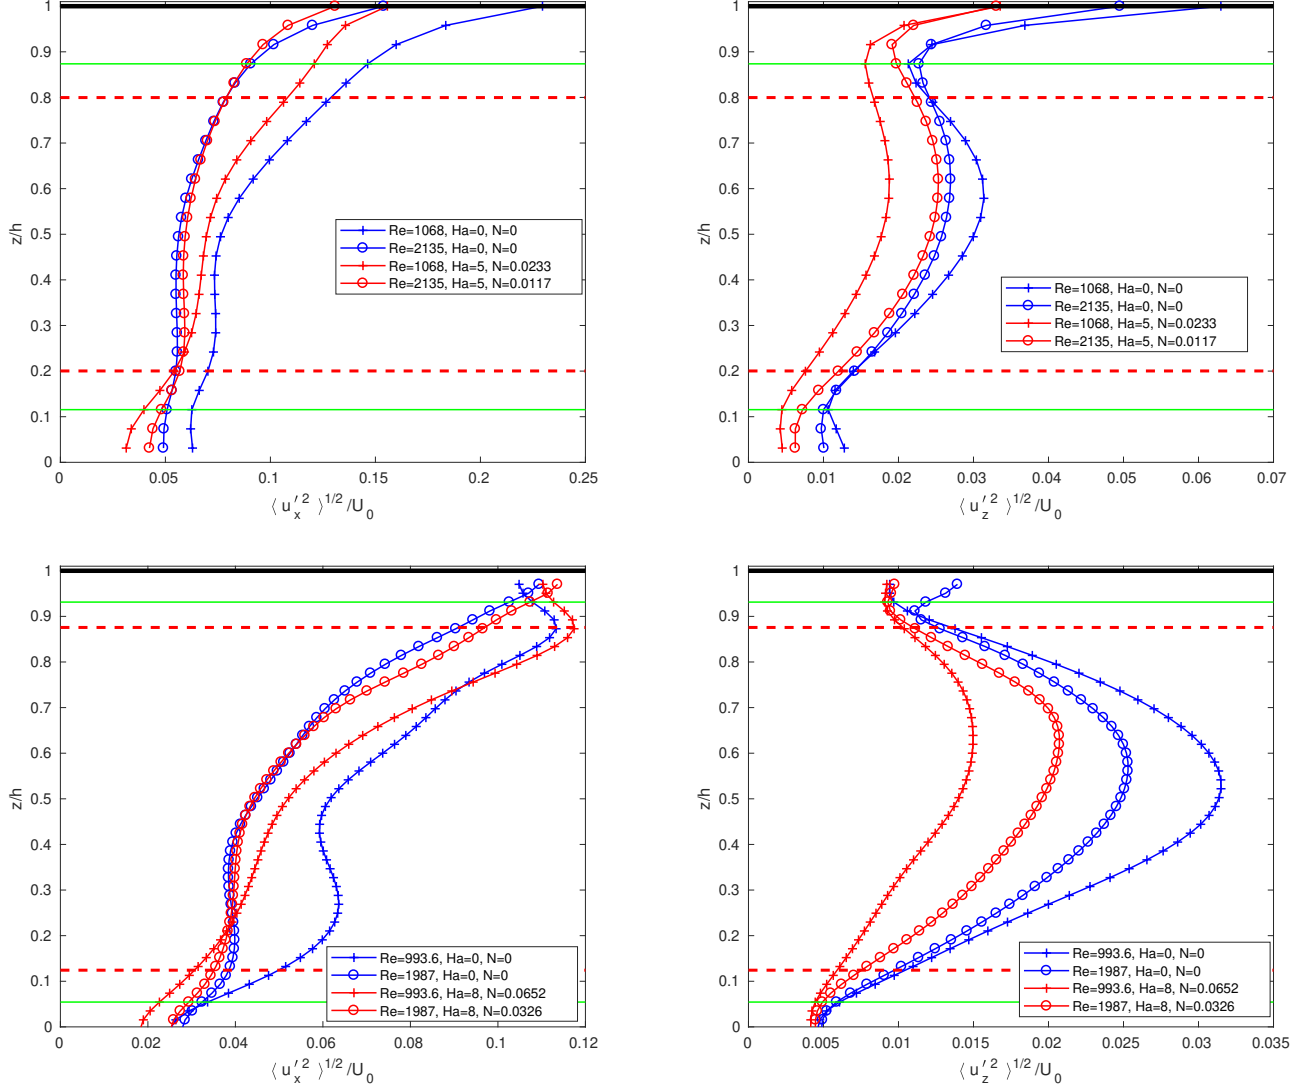 1
0.9
0.8
0.7
0.6
0.5
0.4
0.3
0.2
0.1
0
z/h
Re=1068, Ha=0, N=0
Re=2135, Ha=0, N=0
Re=1068, Ha=5, N=0.0233
Re=2135, Ha=5, N=0.0117
0 0.05 0.1 0.15 0.2 0.25
⟨ u′x² ⟩^1/2 /U0
1
0.9
0.8
0.7
0.6
0.5
0.4
0.3
0.2
0.1
0
z/h
Re=1068, Ha=0, N=0
Re=2135, Ha=0, N=0
Re=1068, Ha=5, N=0.0233
Re=2135, Ha=5, N=0.0117
0 0.01 0.02 0.03 0.04 0.05 0.06 0.07
⟨ u′z² ⟩^1/2 /U0
1
0.9
0.8
0.7
0.6
0.5
0.4
0.3
0.2
0.1
0
z/h
Re=993.6, Ha=0, N=0
Re=1987, Ha=0, N=0
Re=993.6, Ha=8, N=0.0652
Re=1987, Ha=8, N=0.0326
0 0.02 0.04 0.06 0.08 0.1 0.12
⟨ u′x² ⟩^1/2 /U0
1
0.9
0.8
0.7
0.6
0.5
0.4
0.3
0.2
0.1
0
z/h
Re=993.6, Ha=0, N=0
Re=1987, Ha=0, N=0
Re=993.6, Ha=8, N=0.0652
Re=1987, Ha=8, N=0.0326
0 0.005 0.01 0.015 0.02 0.025 0.03 0.035
⟨ u′z² ⟩^1/2 /U0